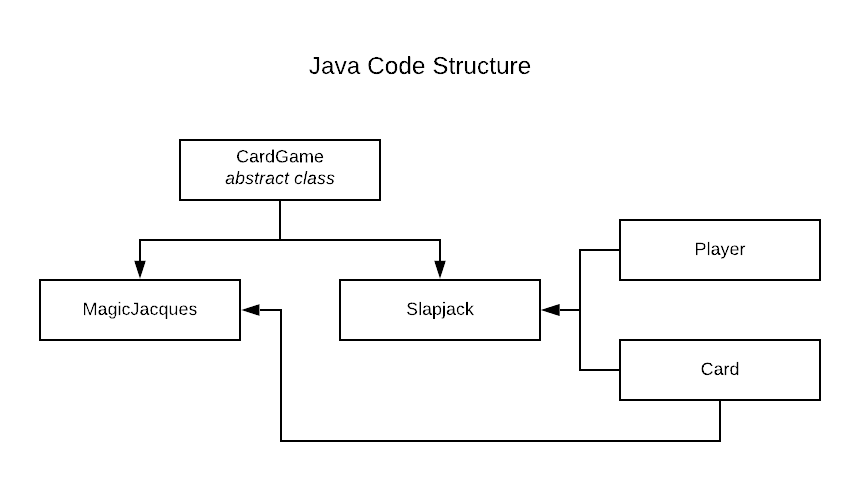 Java Code Structure
CardGame
abstract class
MagicJacques
Slapjack
Player
Card